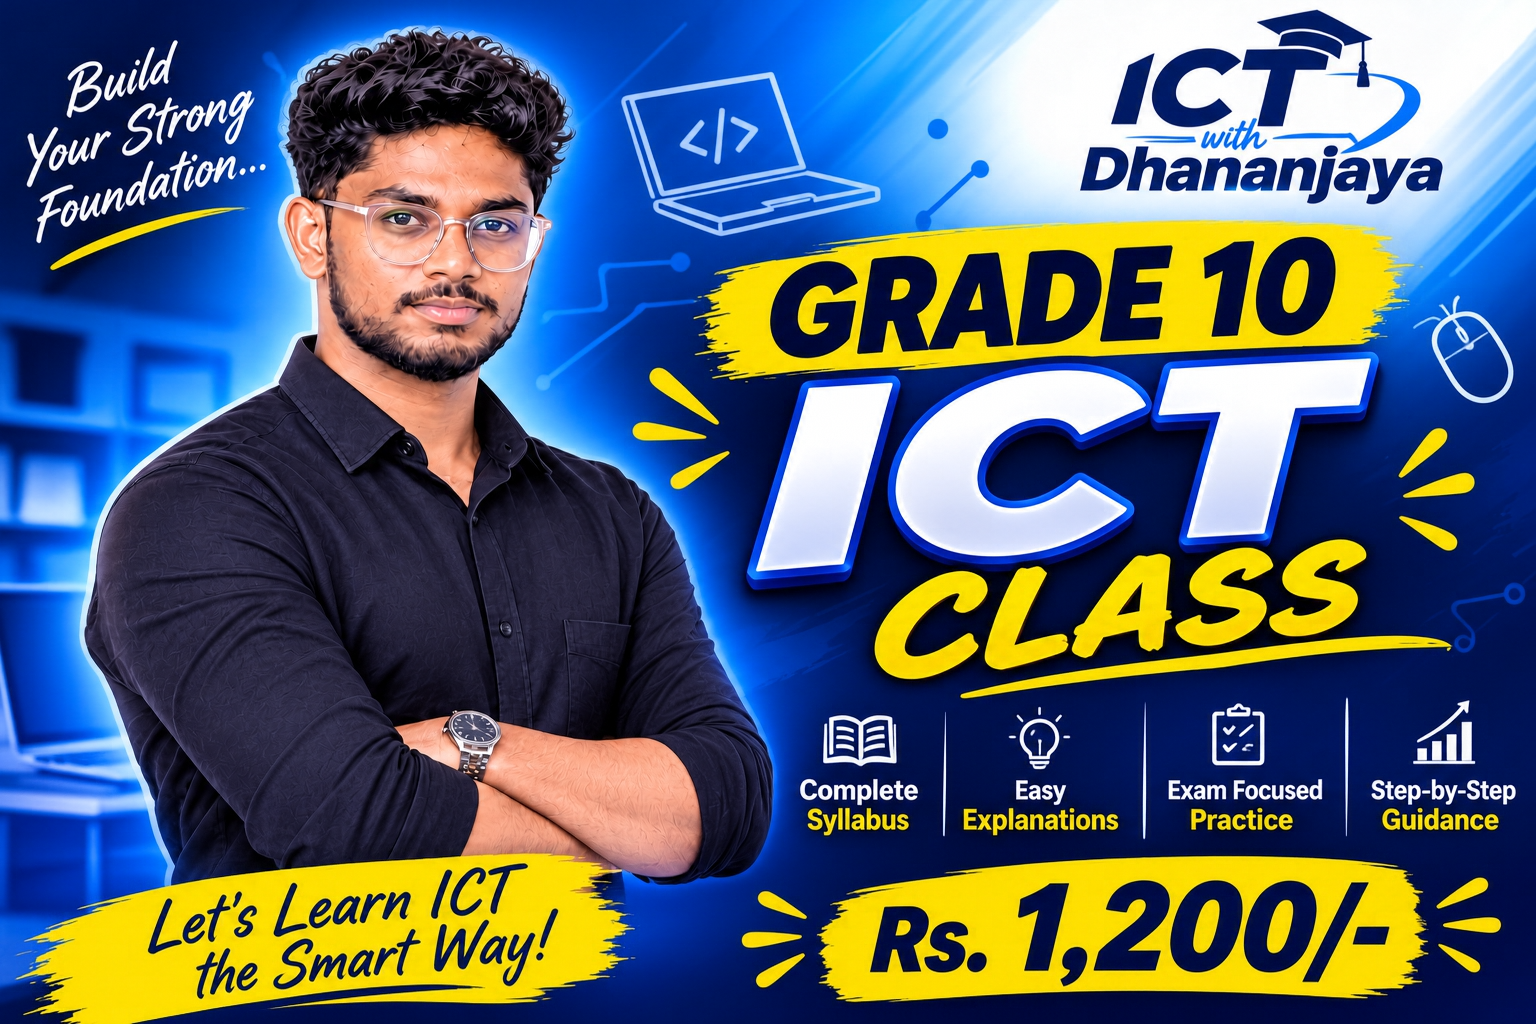 Build
Your Strong
Foundation...
ICT
with
Dhananjaya
</>
GRADE 10
ICT
CLASS
Complete
Syllabus
Easy
Explanations
Exam Focused
Practice
Step-by-Step
Guidance
Let's Learn ICT
the Smart Way!
Rs. 1,200/-